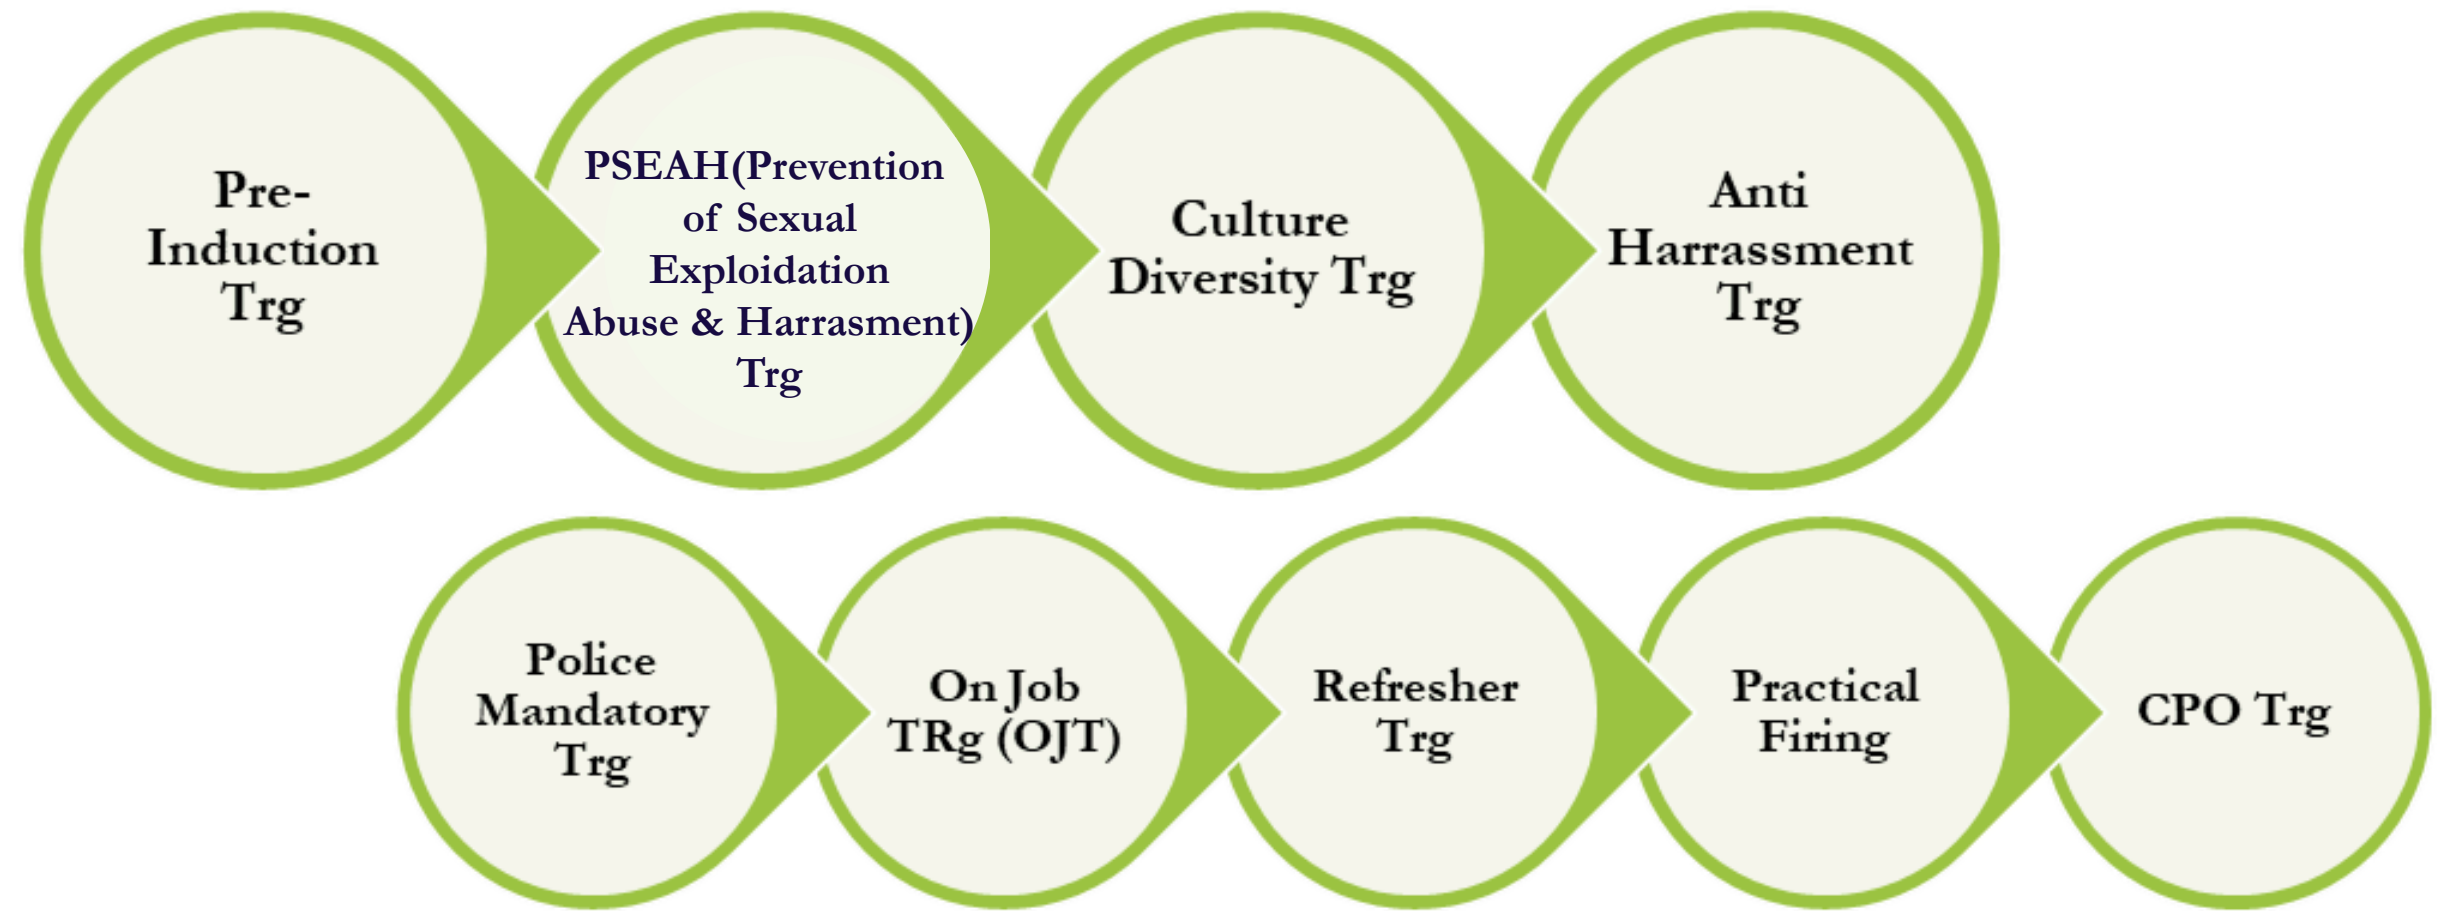 Pre-
Induction
Trg
PSEAH(Prevention
of Sexual
Exploidation
Abuse & Harrasment)
Trg
Culture
Diversity Trg
Anti
Harrassment
Trg
Police
Mandatory
Trg
On Job
TRg (OJT)
Refresher
Trg
Practical
Firing
CPO Trg